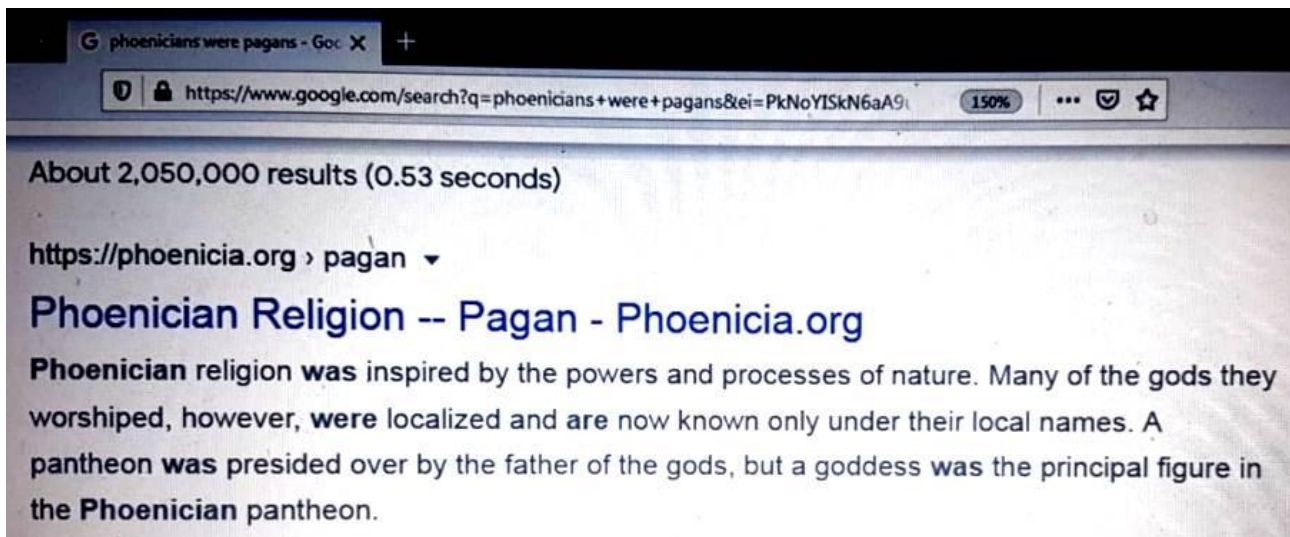 G phoenicians were pagans - Goo X +
https://www.google.com/search?q=phoenicians+were+pagans&ei=PkNoYISkN6aA9 150% ...
About 2,050,000 results (0.53 seconds)
https://phoenicia.org › pagan
Phoenician Religion -- Pagan - Phoenicia.org
Phoenician religion was inspired by the powers and processes of nature. Many of the gods they
worshiped, however, were localized and are now known only under their local names. A
pantheon was presided over by the father of the gods, but a goddess was the principal figure in
the Phoenician pantheon.